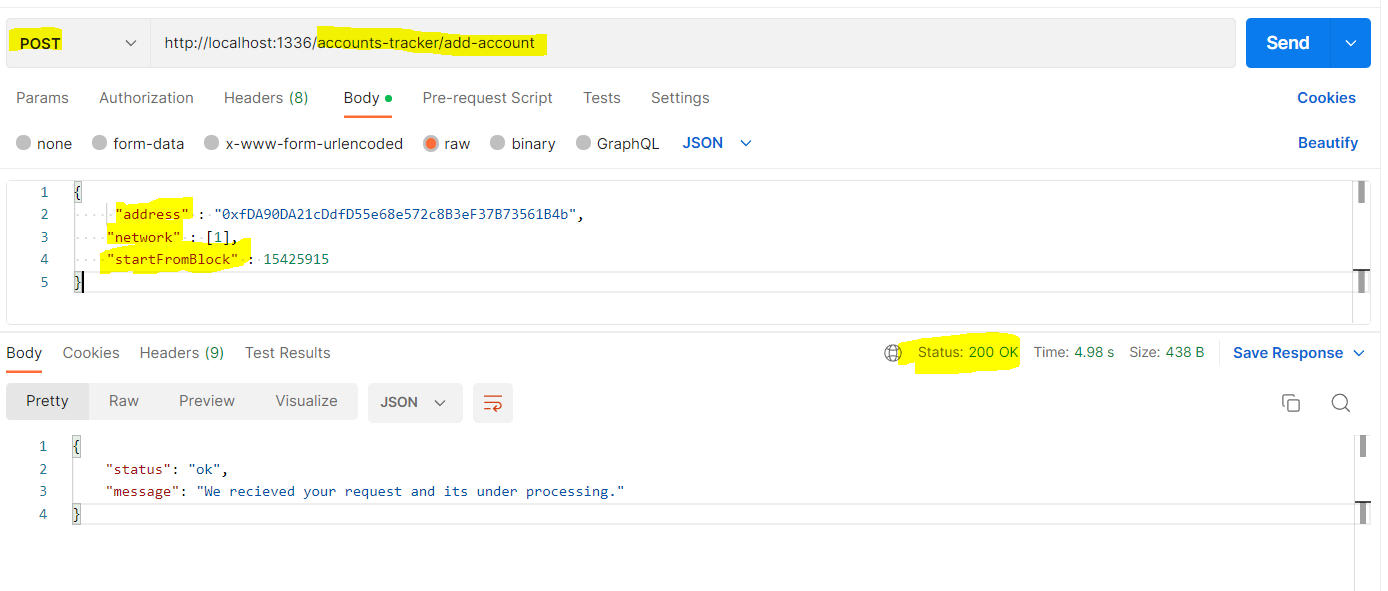 POST http://localhost:1336/accounts-tracker/add-account Send
Params Authorization Headers (8) Body Pre-request Script Tests Settings Cookies
none form-data x-www-form-urlencoded raw binary GraphQL JSON Beautify
1 {
2 "address" : "0xfDA90DA21cDdfD55e68e572c8B3eF37B73561B4b",
3 "network" : [1],
4 "startFromBlock" : 15425915
5 }
Body Cookies Headers (9) Test Results Status: 200 OK Time: 4.98 s Size: 438 B Save Response
Pretty Raw Preview Visualize JSON
1 {
2 "status": "ok",
3 "message": "We recieved your request and its under processing."
4 }